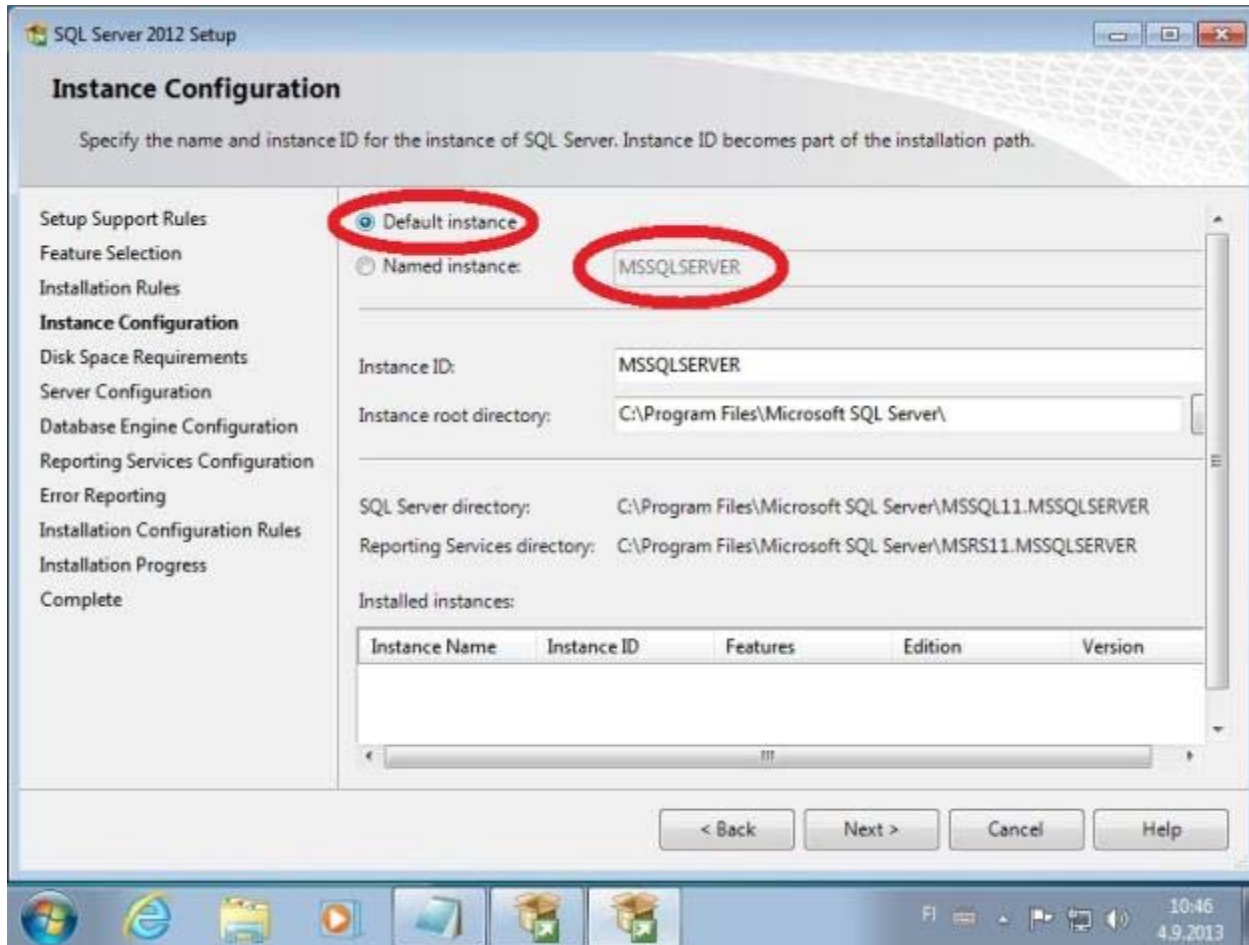 SQL Server 2012 Setup
Instance Configuration
Specify the name and instance ID for the instance of SQL Server. Instance ID becomes part of the installation path.
Setup Support Rules
Feature Selection
Installation Rules
Instance Configuration
Disk Space Requirements
Server Configuration
Database Engine Configuration
Reporting Services Configuration
Error Reporting
Installation Configuration Rules
Installation Progress
Complete
Default instance
Named instance: MSSQLSERVER
Instance ID: MSSQLSERVER
Instance root directory: C:\Program Files\Microsoft SQL Server\
SQL Server directory: C:\Program Files\Microsoft SQL Server\MSSQL11.MSSQLSERVER
Reporting Services directory: C:\Program Files\Microsoft SQL Server\MSRS11.MSSQLSERVER
Installed instances:
Instance Name Instance ID Features Edition Version
< Back Next > Cancel Help
FI 10:46
4.9.2013